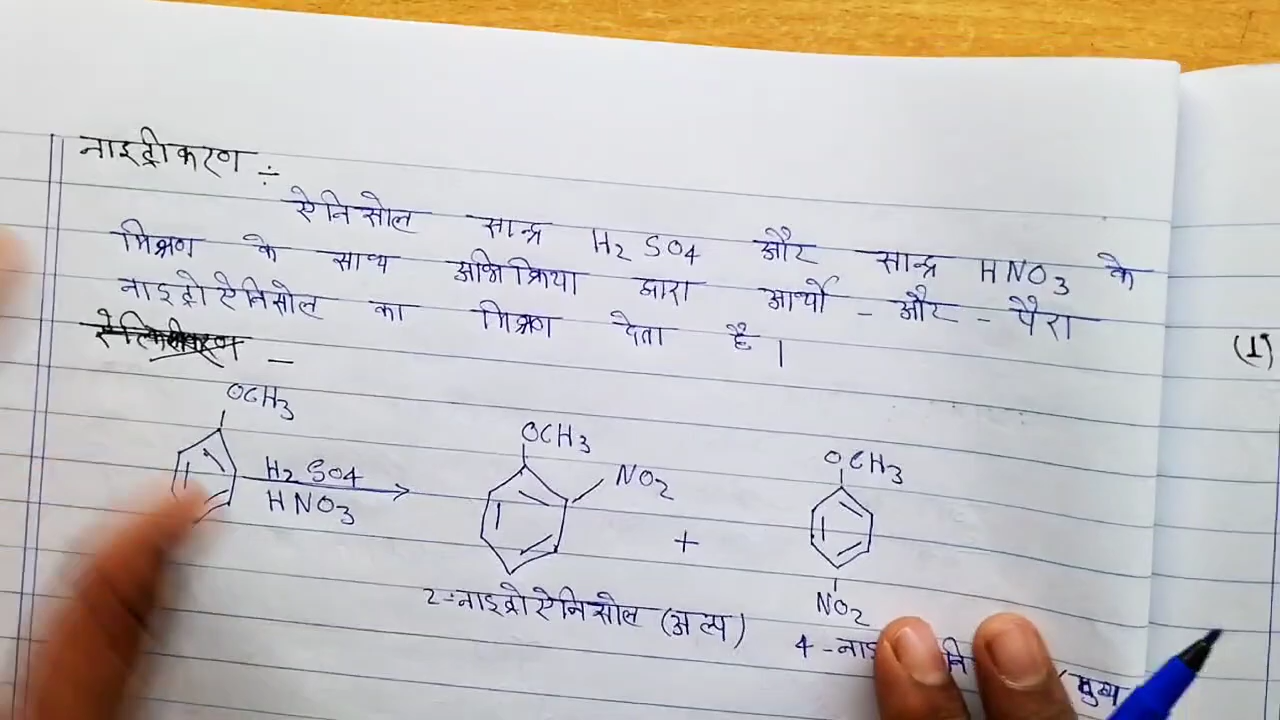 नाइट्रीकरण ÷
ऐनिसोल सान्द्र H2SO4 और सान्द्र HNO3 के
मिश्रण के साथ अभिक्रिया द्वारा आर्थो - और - पैरा
नाइट्रो ऐनिसोल का मिश्रण देता है।
(1)
OCH3 H2SO4 HNO3
OCH3 NO2 +
OCH3 NO2
2-नाइट्रोऐनिसोल (अल्प)
4-
(मुख्य